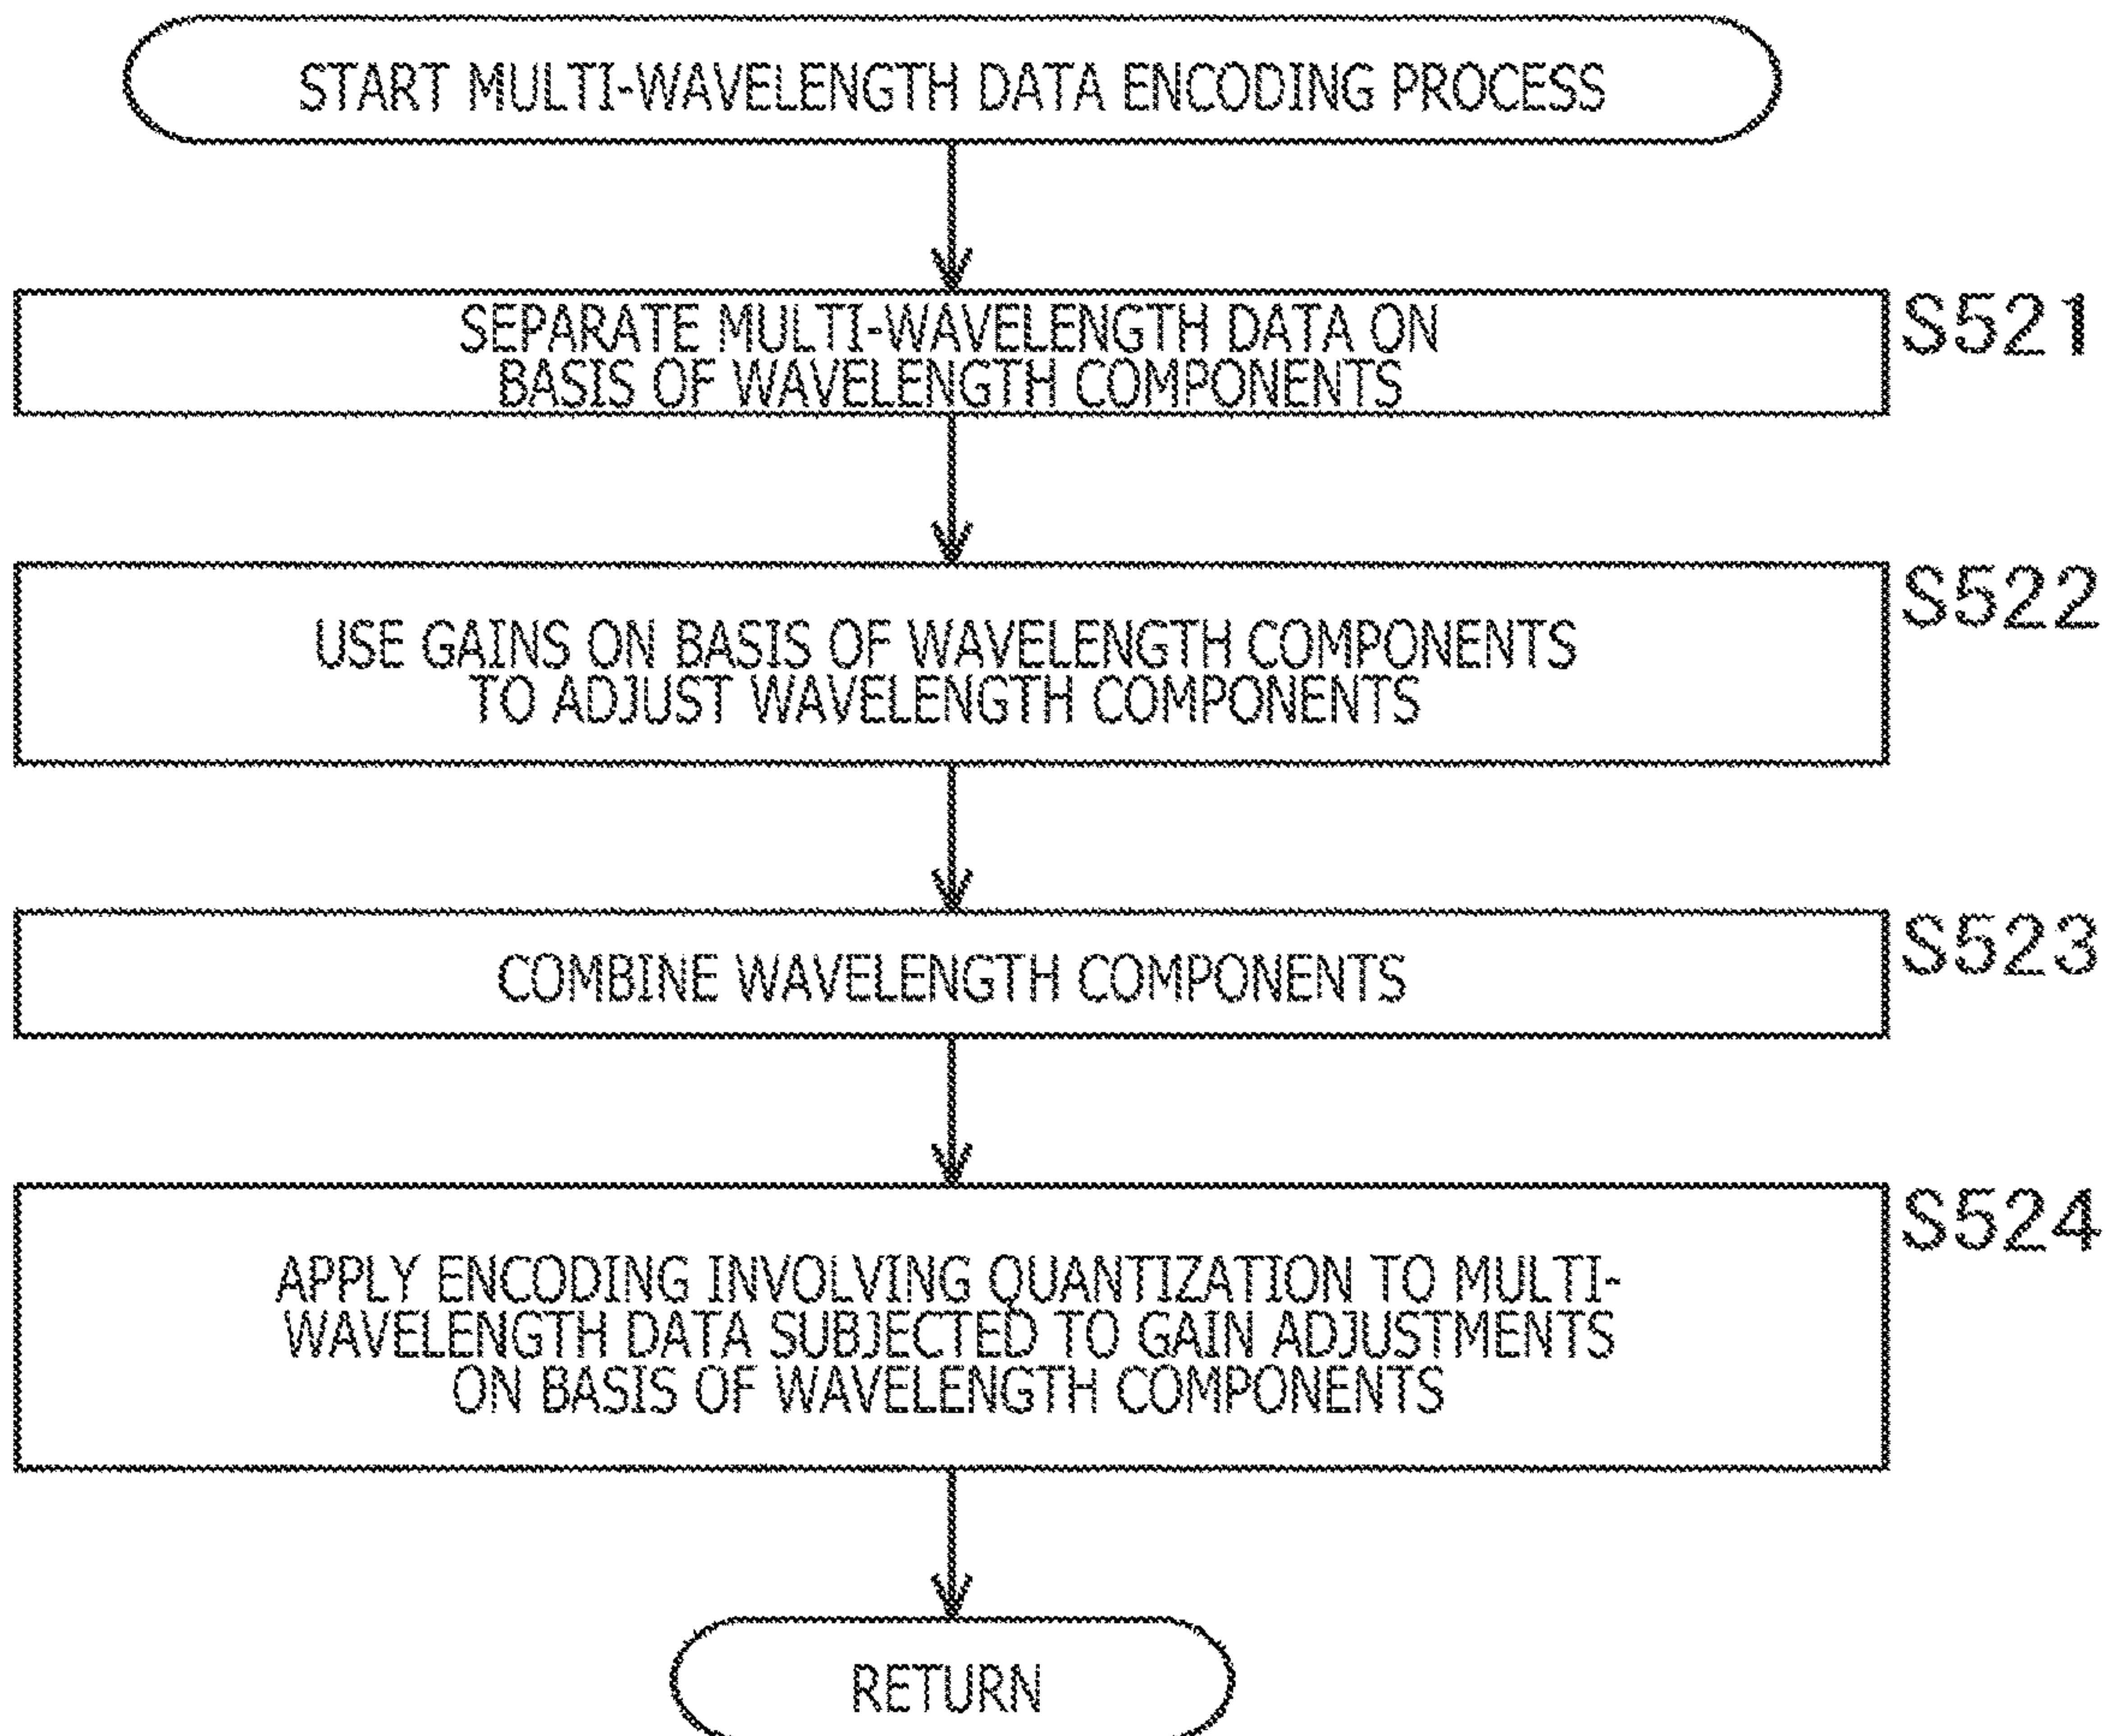 START MULTI-WAVELENGTH DATA ENCODING PROCESS
SEPARATE MULTI-WAVELENGTH DATA ON
BASIS OF WAVELENGTH COMPONENTS
S521
USE GAINS ON BASIS OF WAVELENGTH COMPONENTS
TO ADJUST WAVELENGTH COMPONENTS
S522
COMBINE WAVELENGTH COMPONENTS
S523
APPLY ENCODING INVOLVING QUANTIZATION TO MULTI-
WAVELENGTH DATA SUBJECTED TO GAIN ADJUSTMENTS
ON BASIS OF WAVELENGTH COMPONENTS
S524
RETURN